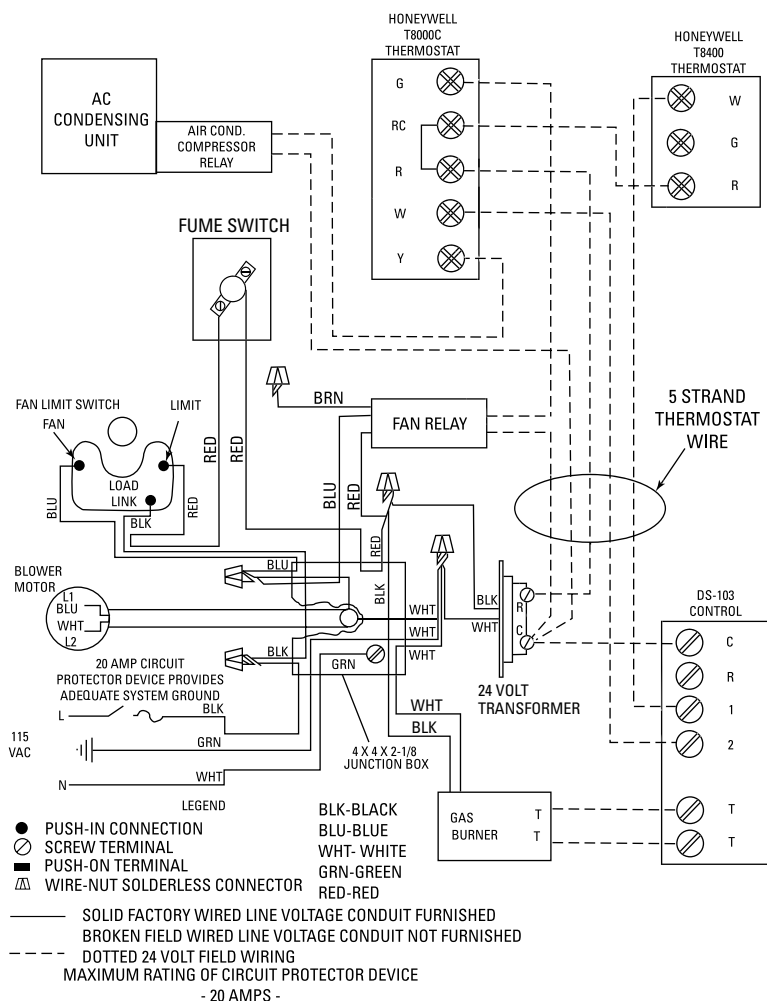 HONEYWELL
T8000C
THERMOSTAT
G
RC
R
W
Y
HONEYWELL
T8400
THERMOSTAT
W
G
R
AC
CONDENSING
UNIT
AIR COND.
COMPRESSOR
RELAY
FUME SWITCH
RED
RED
BRN
FAN RELAY
BLU
RED
5 STRAND
THERMOSTAT
WIRE
FAN LIMIT SWITCH
FAN
LIMIT
LOAD
LINK
BLU
BLK
RED
RED
BLU
BLK
BLOWER
MOTOR
L1
BLU
WHT
L2
WHT
WHT
WHT
BLK
WHT
R
C
24 VOLT
TRANSFORMER
DS-103
CONTROL
C
R
1
2
T
T
BLK
GRN
20 AMP CIRCUIT
PROTECTOR DEVICE PROVIDES
ADEQUATE SYSTEM GROUND
L
BLK
115
VAC
GRN
N
WHT
4 X 4 X 2-1/8
JUNCTION BOX
WHT
BLK
GAS
BURNER
T
T
LEGEND
PUSH-IN CONNECTION
SCREW TERMINAL
PUSH-ON TERMINAL
WIRE-NUT SOLDERLESS CONNECTOR
BLK-BLACK
BLU-BLUE
WHT- WHITE
GRN-GREEN
RED-RED
SOLID FACTORY WIRED LINE VOLTAGE CONDUIT FURNISHED
BROKEN FIELD WIRED LINE VOLTAGE CONDUIT NOT FURNISHED
DOTTED 24 VOLT FIELD WIRING
MAXIMUM RATING OF CIRCUIT PROTECTOR DEVICE
- 20 AMPS -